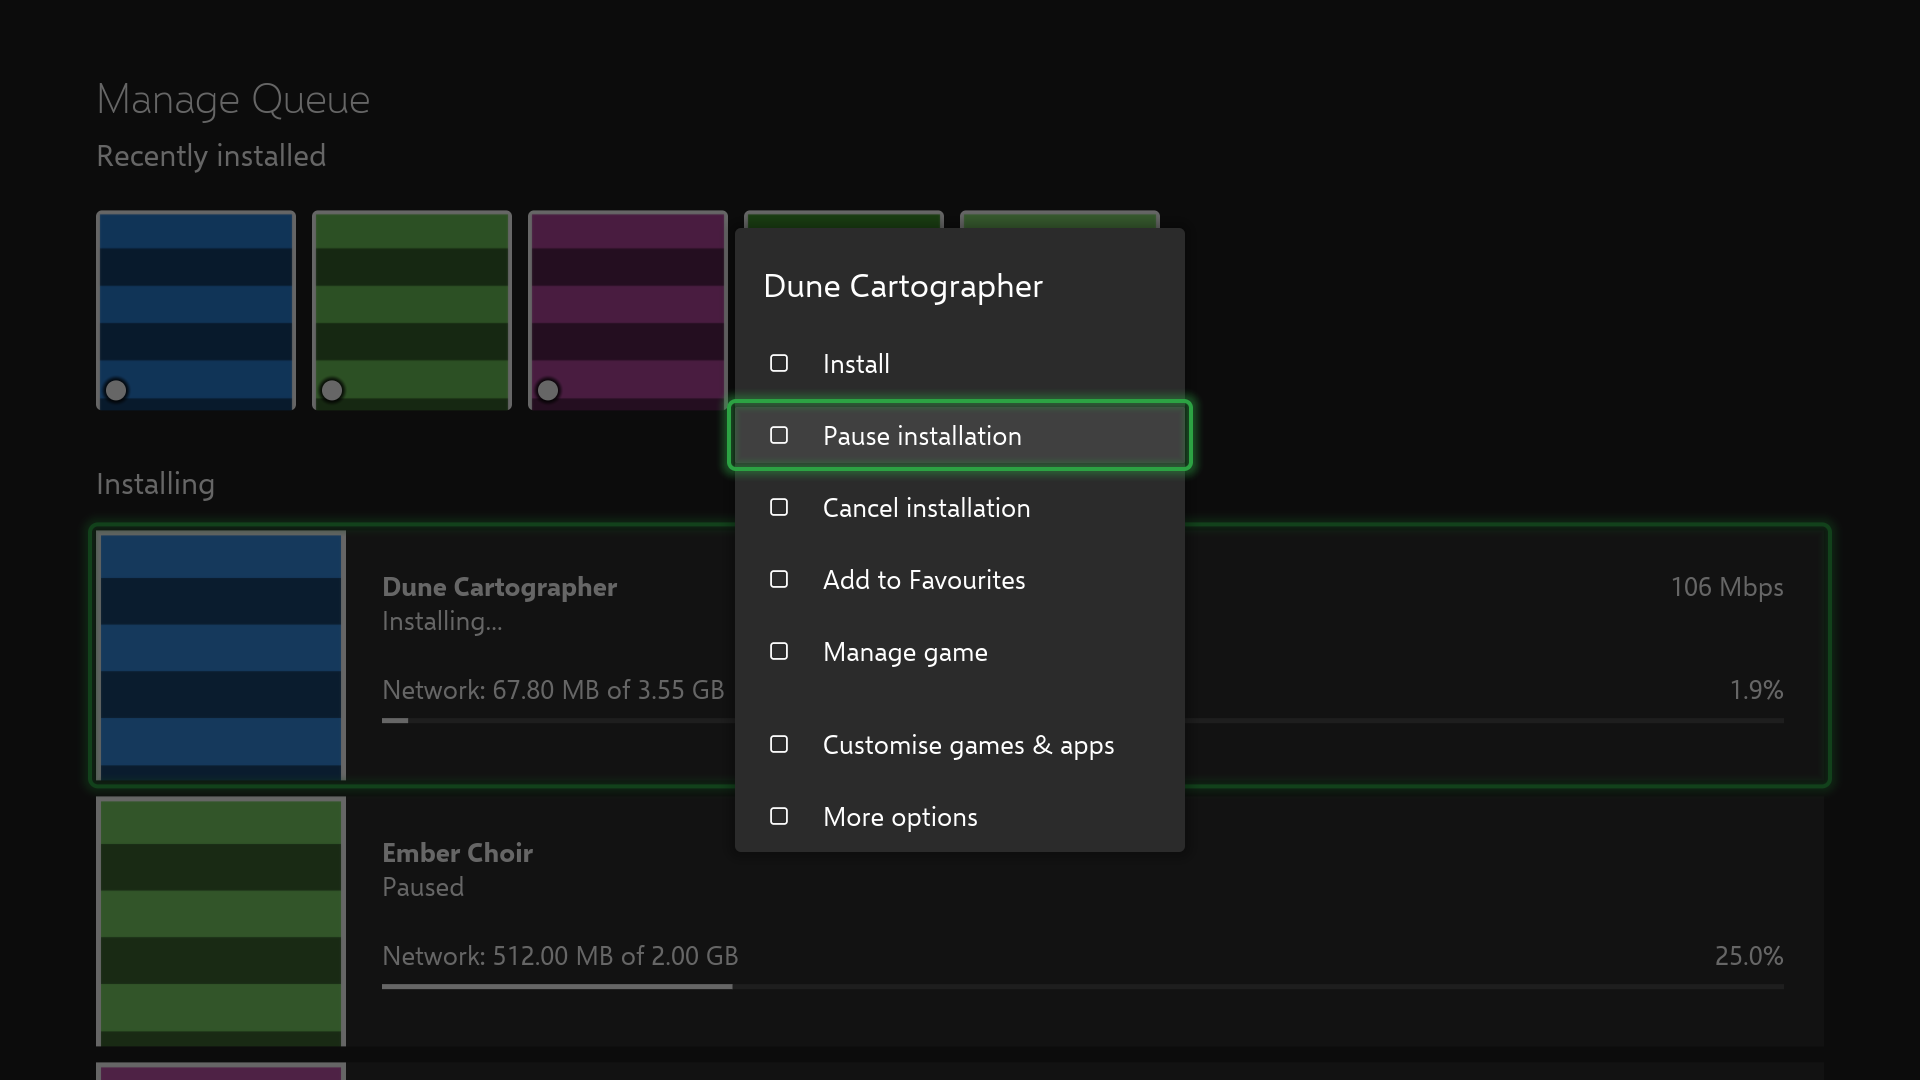 Manage Queue
Recently installed
Dune Cartographer
Install
Pause installation
Cancel installation
Add to Favourites
Manage game
Customise games & apps
More options
Installing
Dune Cartographer
106 Mbps
Installing...
Network: 67.80 MB of 3.55 GB
1.9%
Ember Choir
Paused
Network: 512.00 MB of 2.00 GB
25.0%